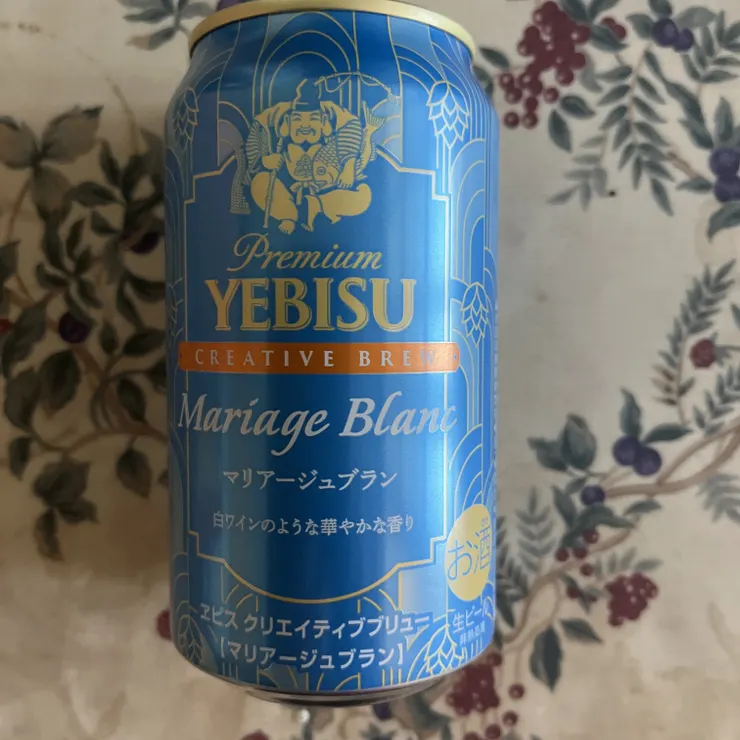 Premium
YEBISU
CREATIVE BREW
Mariage Blanc
マリアージュブラン
白ワインのような華やかな香り
お酒
ヱビス クリエイティブブリュー
[マリアージュブラン]
生ビール